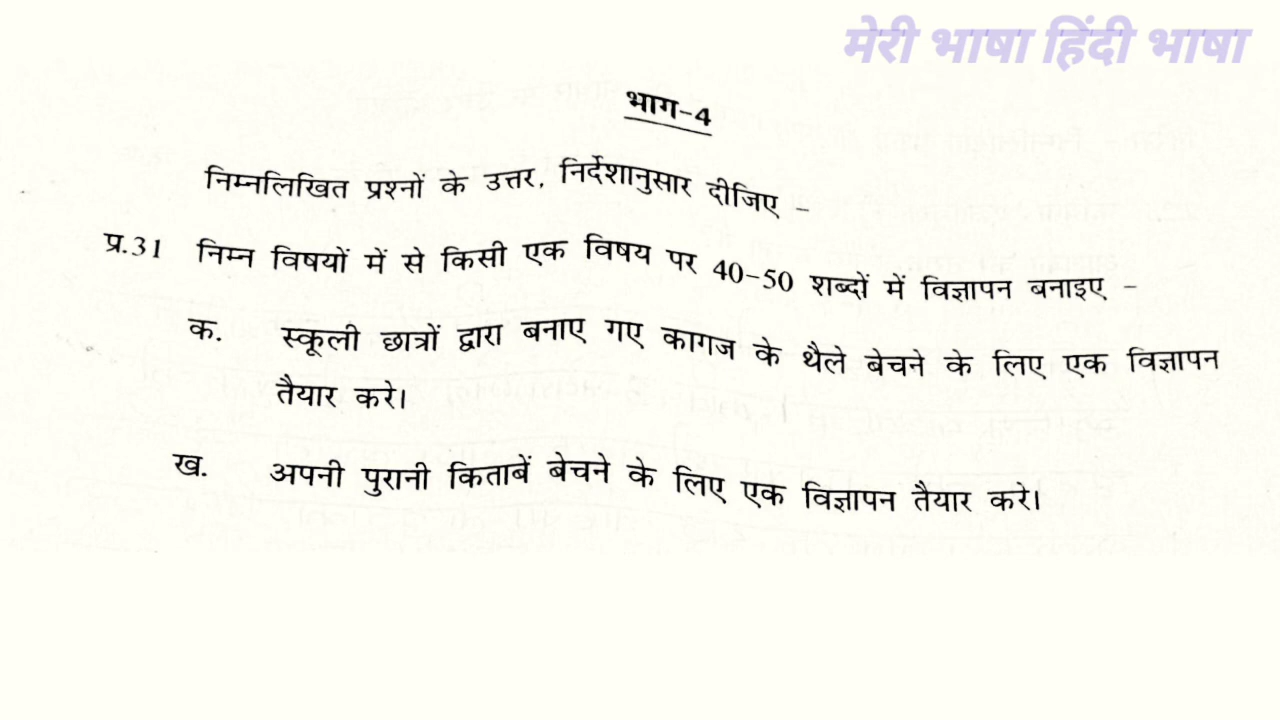 मेरी भाषा हिंदी भाषा
भाग-4
निम्नलिखित प्रश्नों के उत्तर, निर्देशानुसार दीजिए -
प्र.31 निम्न विषयों में से किसी एक विषय पर 40-50 शब्दों में विज्ञापन बनाइए -
क. स्कूली छात्रों द्वारा बनाए गए कागज के थैले बेचने के लिए एक विज्ञापन
तैयार करे।
ख. अपनी पुरानी किताबें बेचने के लिए एक विज्ञापन तैयार करे।